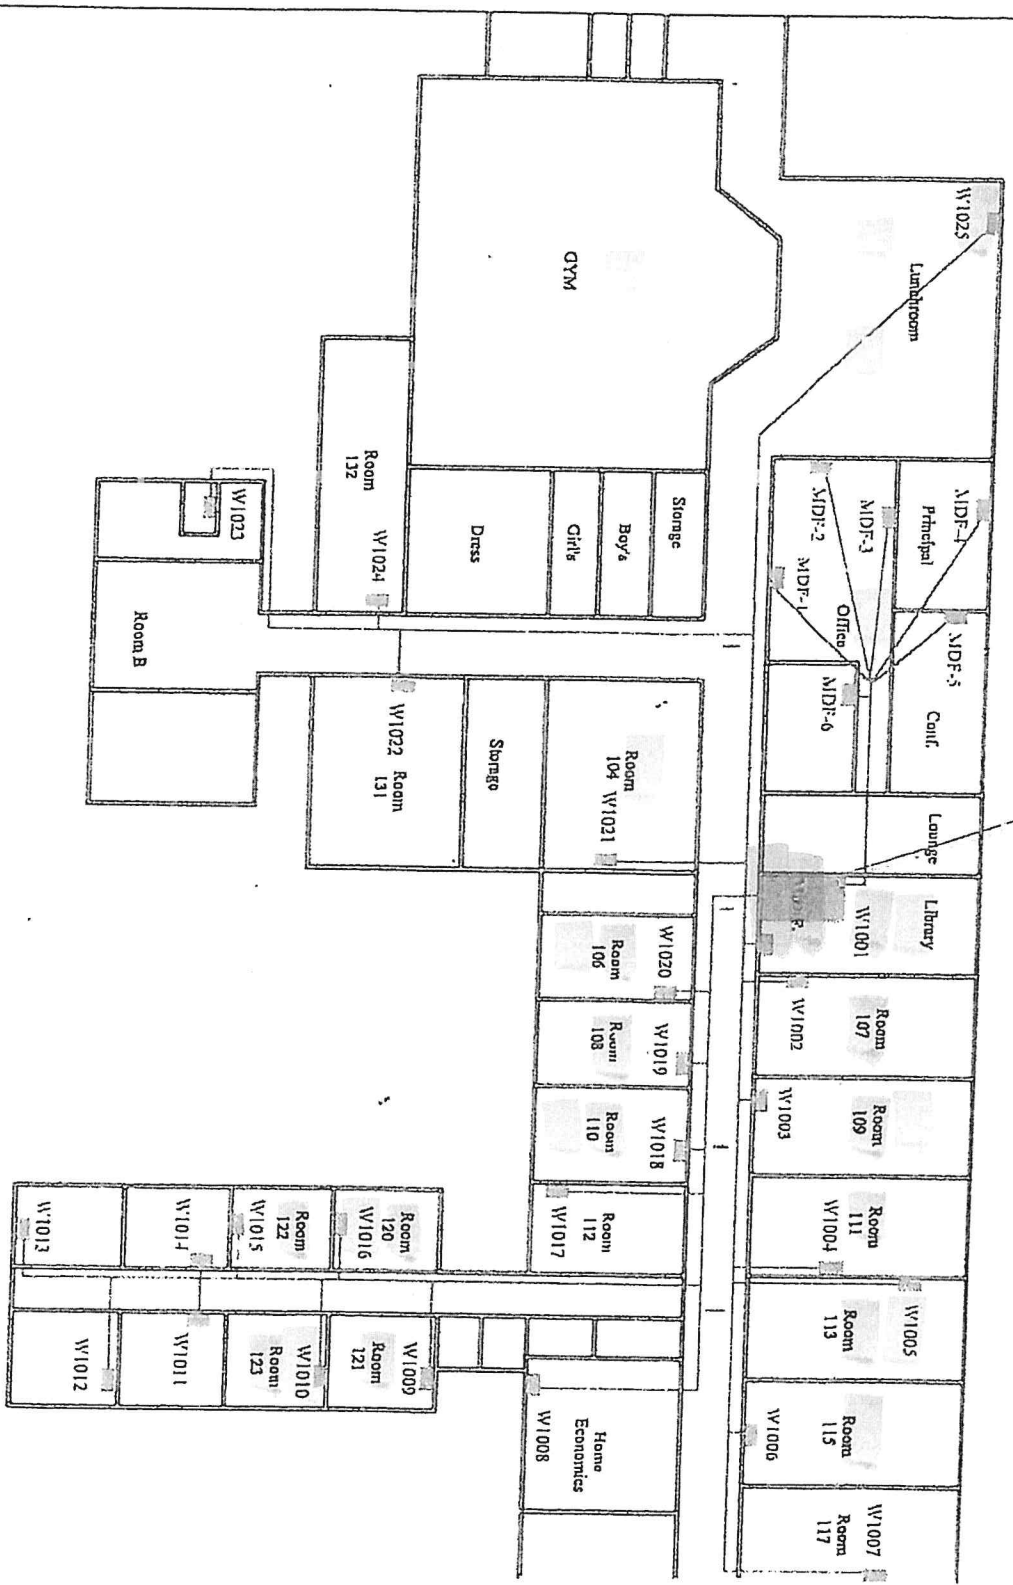 W1025
Lunchroom
GYM
Room
132
W1024
W1023
Room B
Dress
Girl's
Boy's
Storage
MDF-2
MDF-3
MDF-4
Principal
MDF-1
Office
MDF-5
MDF-6
Conf.
W1022
Room
131
Storage
Room
104
W1021
Lounge
Library
W1001
W1020
Room
106
W1002
Room
107
W1019
Room
108
W1003
Room
109
W1018
Room
110
Room
111
W1004
Room
112
W1017
W1005
Room
113
W1013
W1014
Room
122
W1015
Room
120
W1016
W1012
W1011
W1010
Room
123
W1009
Room
121
W1008
Home
Economics
Room
115
W1006
W1007
Room
117